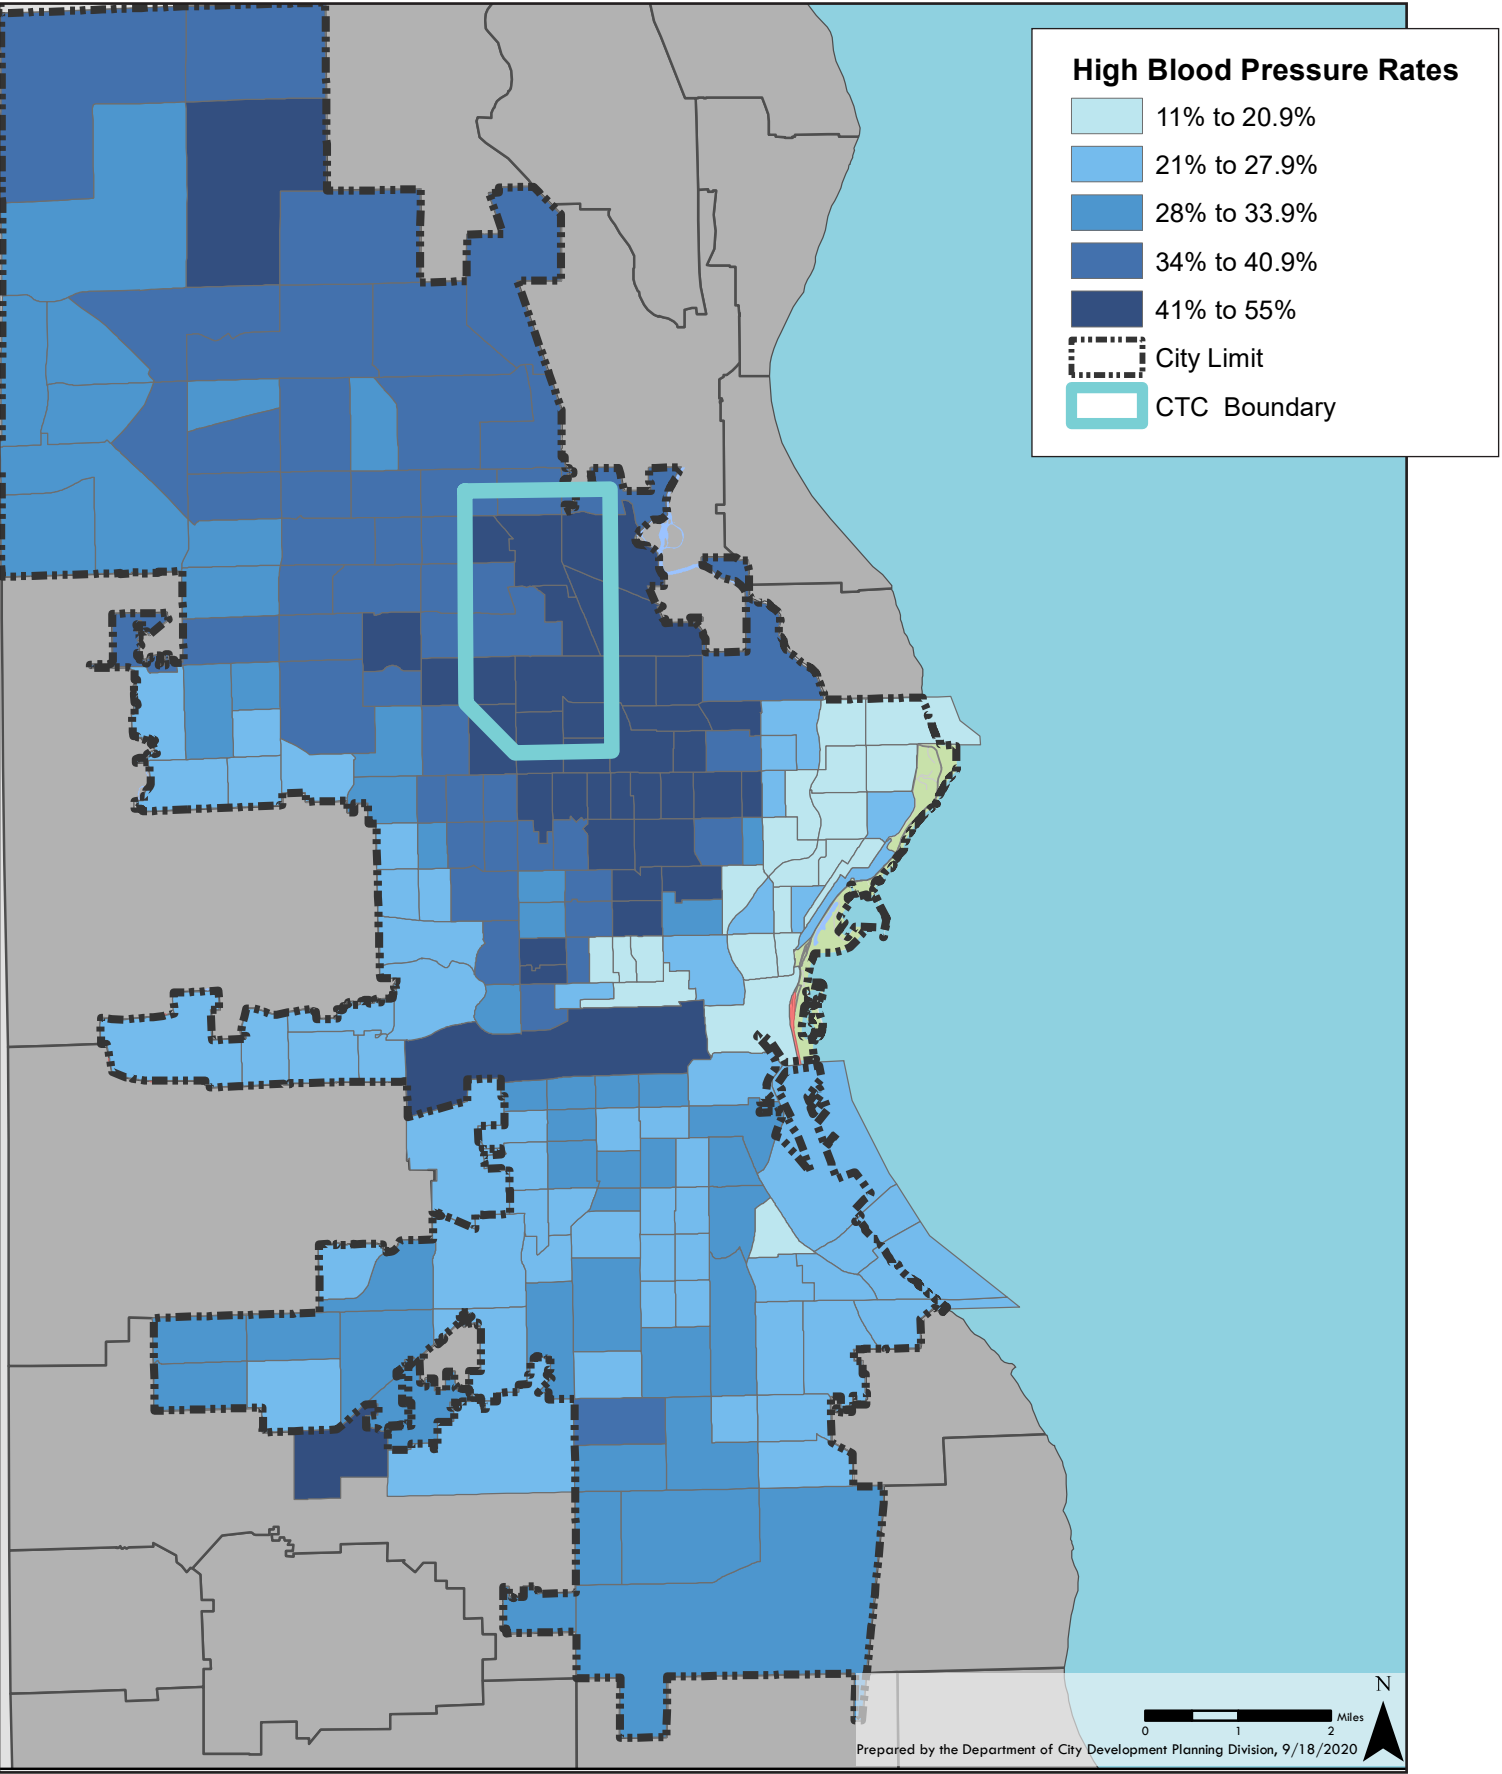 High Blood Pressure Rates
11% to 20.9%
21% to 27.9%
28% to 33.9%
34% to 40.9%
41% to 55%
City Limit
CTC Boundary
N
Miles
0 1 2
Prepared by the Department of City Development Planning Division, 9/18/2020